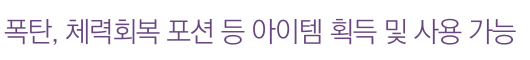 폭탄, 체력회복 포션 등 아이템 획득 및 사용 가능